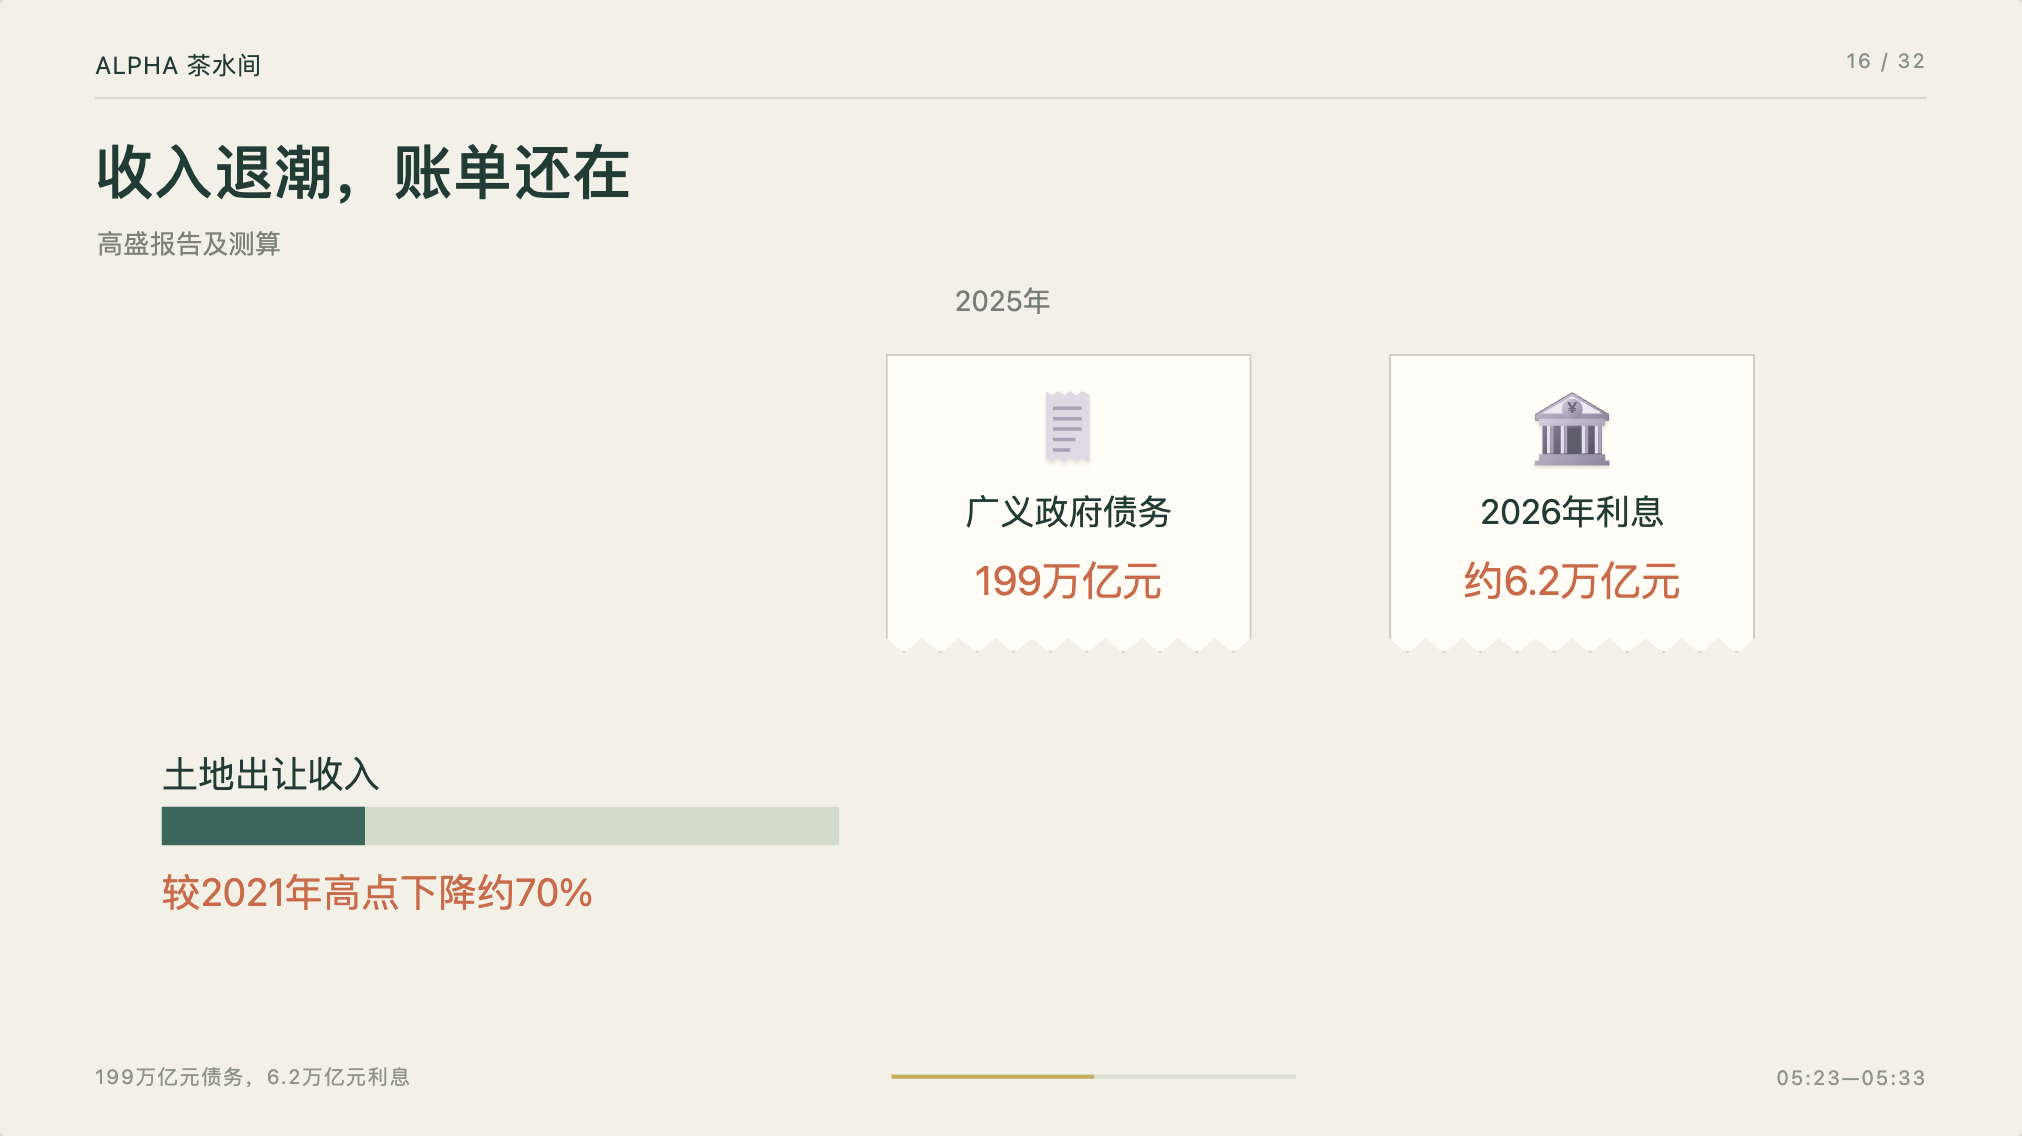 ALPHA 茶水间
16 / 32
收入退潮，账单还在
高盛报告及测算
2025年
¥
广义政府债务
199万亿元
2026年利息
约6.2万亿元
土地出让收入
较2021年高点下降约70%
199万亿元债务，6.2万亿元利息
05:23—05:33